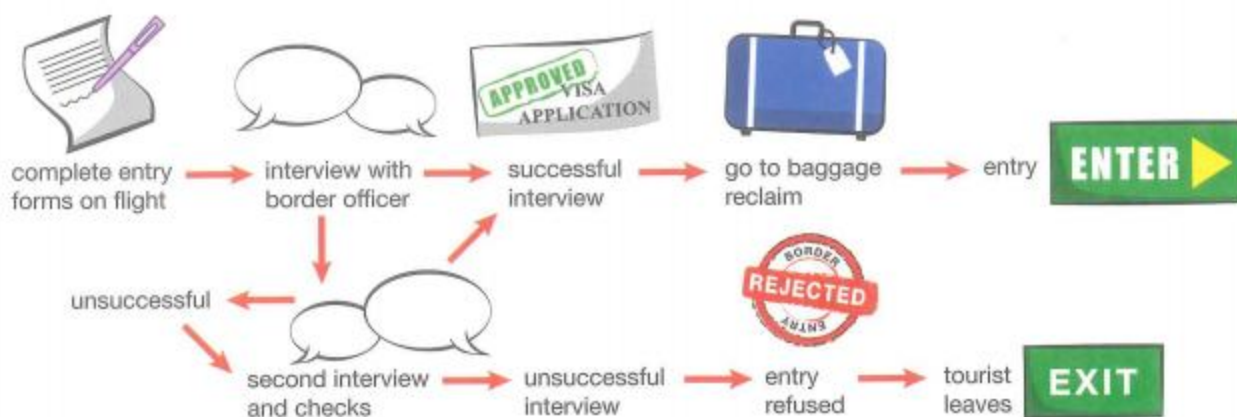 APPROVED
VISA
APPLICATION
complete entry
forms on flight
interview with
border officer
successful
interview
go to baggage
reclaim
entry
ENTER
unsuccessful
BORDER
REJECTED
ENTRY
second interview
and checks
unsuccessful
interview
entry
refused
tourist
leaves
EXIT